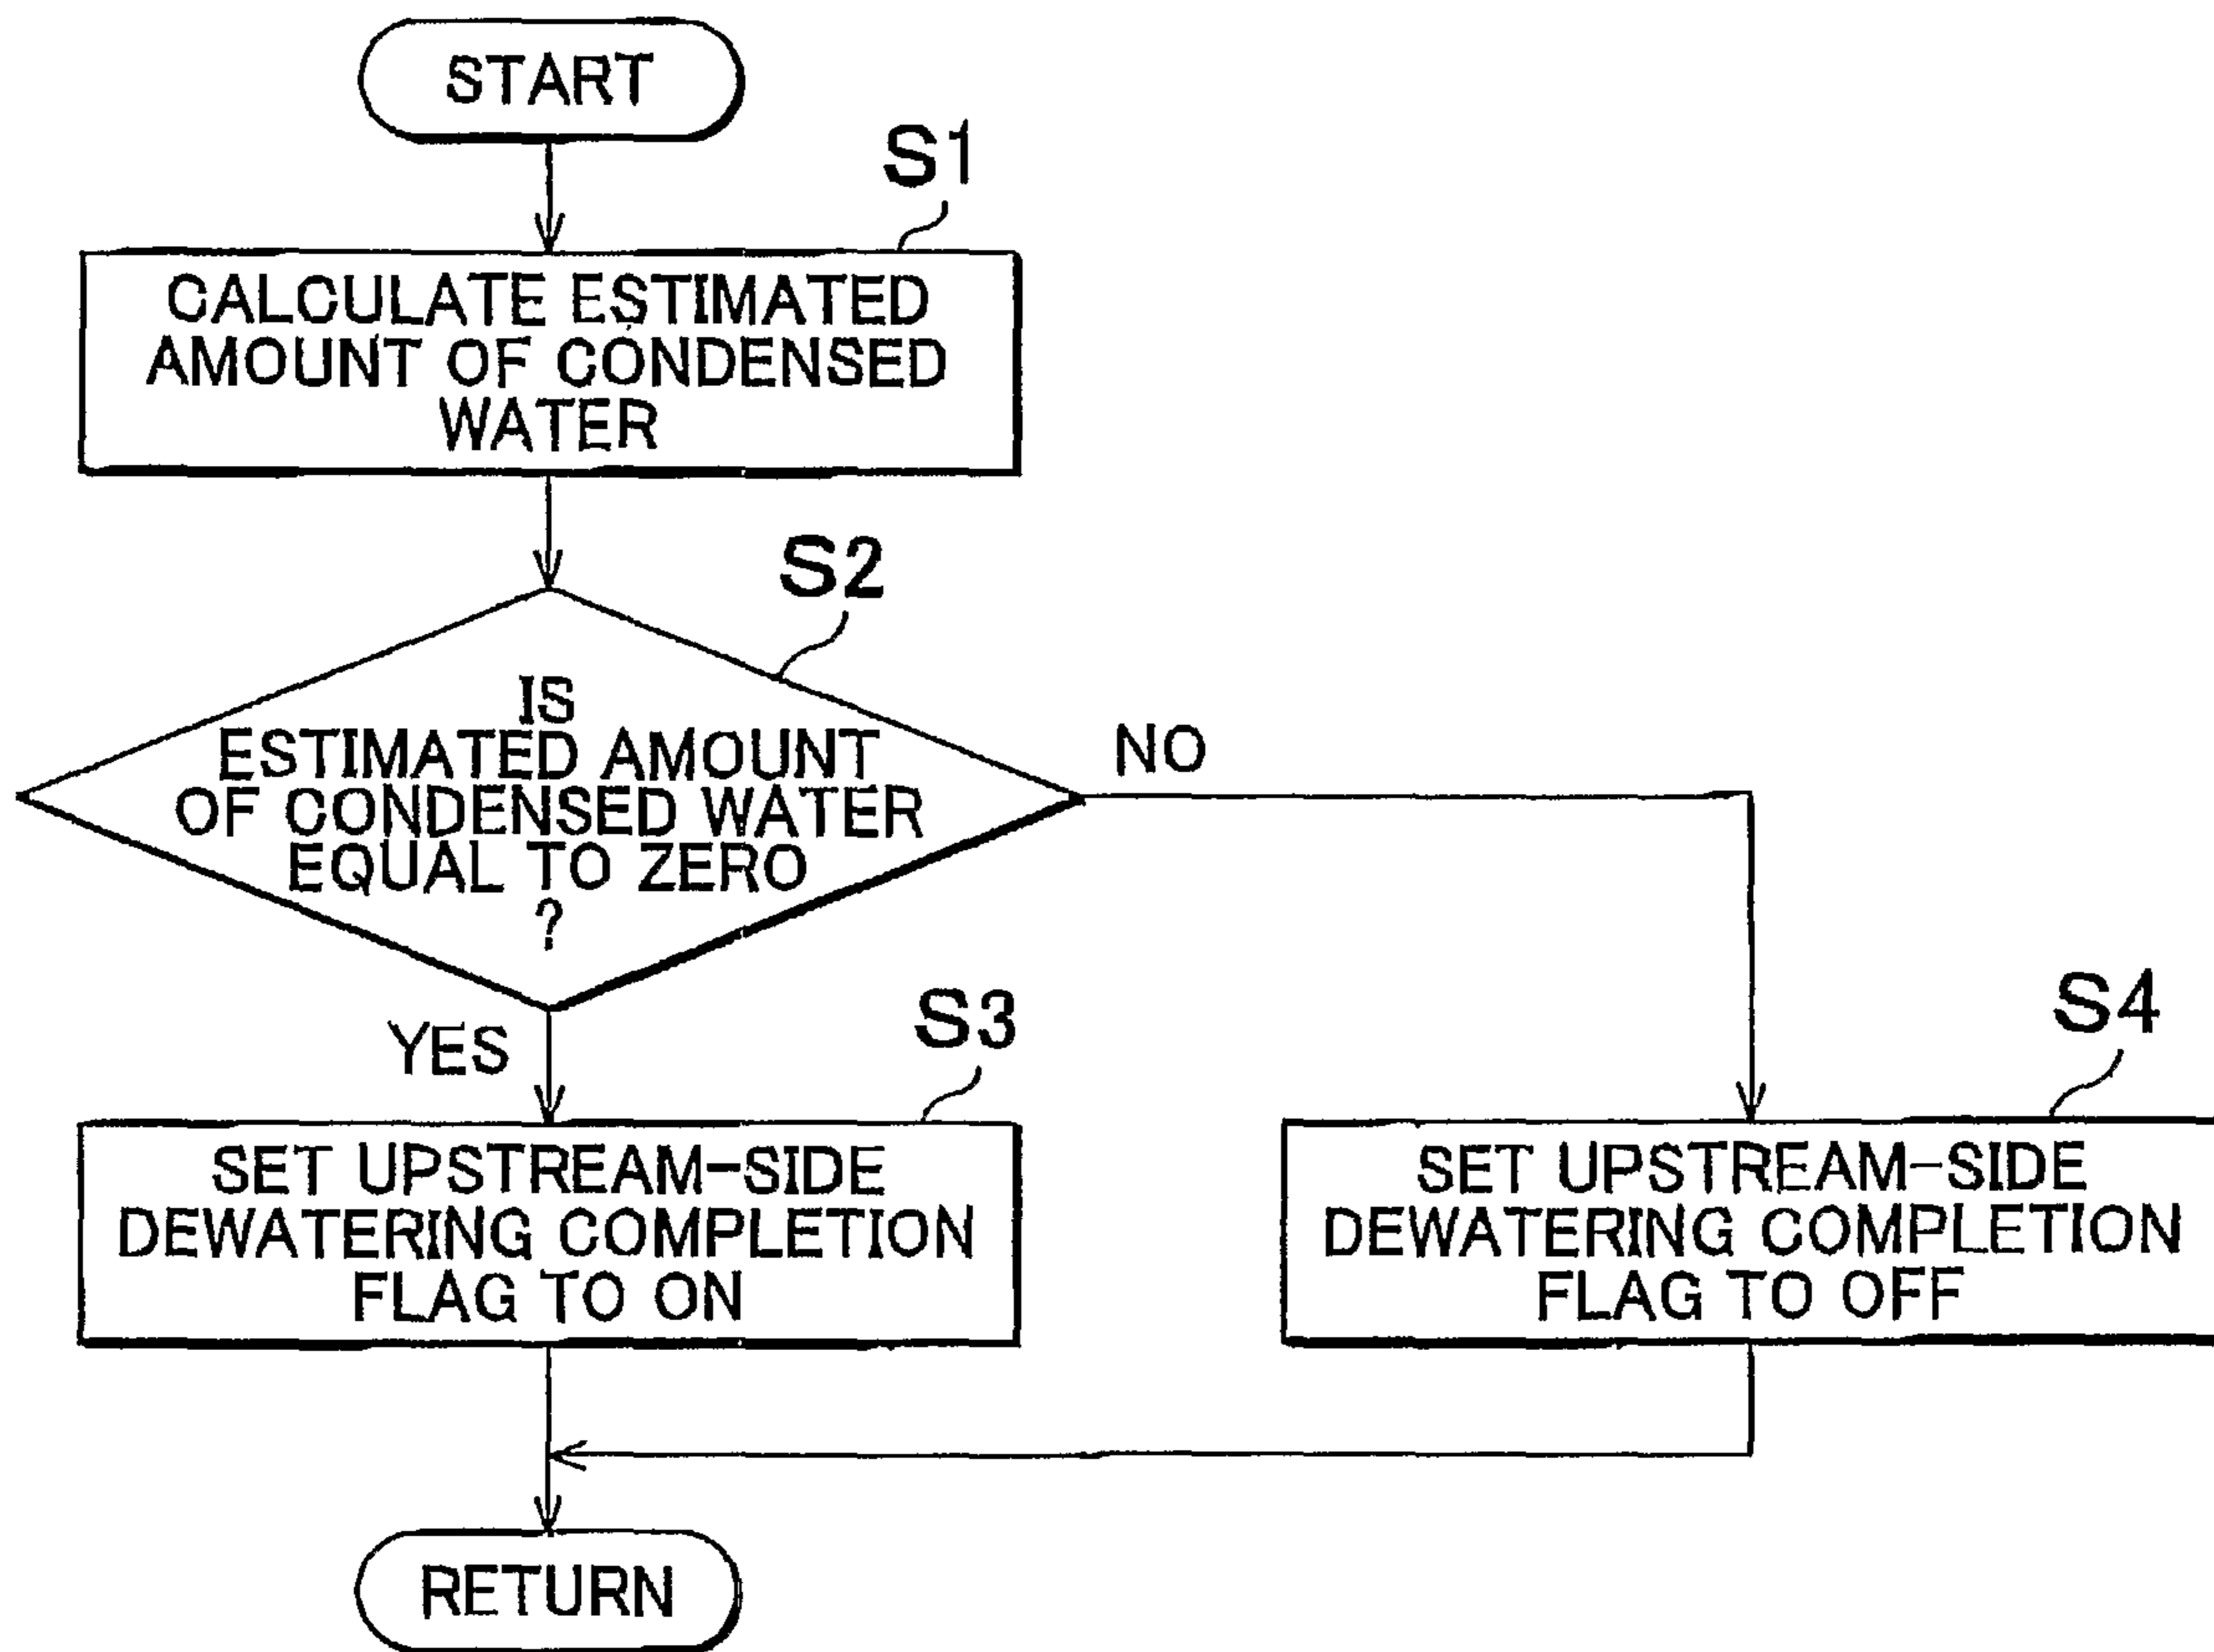 START
S1
CALCULATE ESTIMATED
AMOUNT OF CONDENSED
WATER
S2
IS
ESTIMATED AMOUNT
OF CONDENSED WATER
EQUAL TO ZERO
?
NO
YES
S3
SET UPSTREAM-SIDE
DEWATERING COMPLETION
FLAG TO ON
S4
SET UPSTREAM-SIDE
DEWATERING COMPLETION
FLAG TO OFF
RETURN